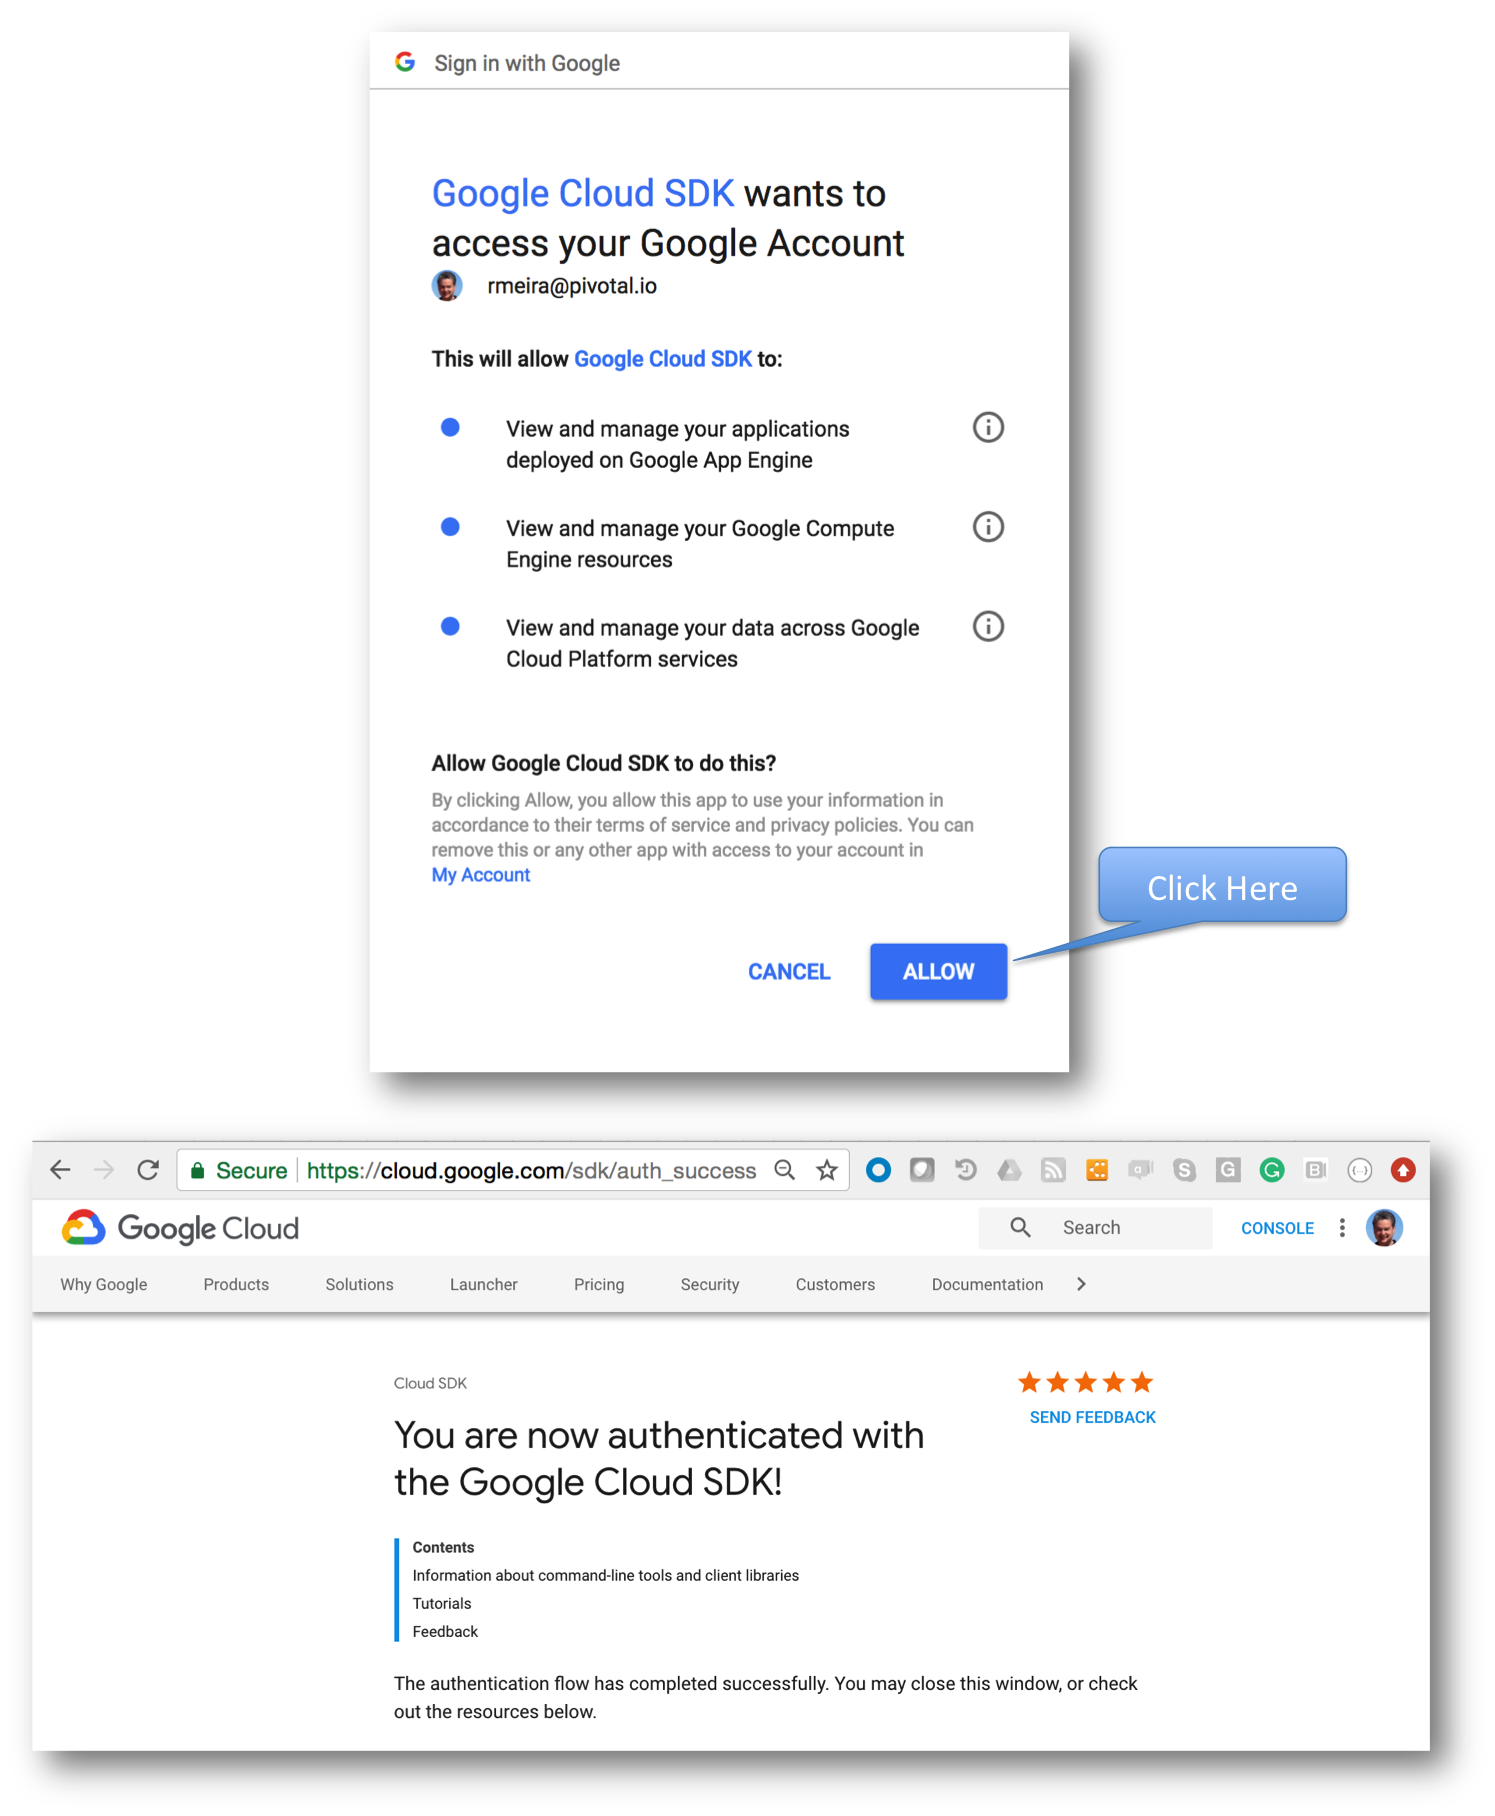 Sign in with Google
Google Cloud SDK wants to
access your Google Account
rmeira@pivotal.io
This will allow Google Cloud SDK to:
View and manage your applications
deployed on Google App Engine
View and manage your Google Compute
Engine resources
View and manage your data across Google
Cloud Platform services
Allow Google Cloud SDK to do this?
By clicking Allow, you allow this app to use your information in
accordance to their terms of service and privacy policies. You can
remove this or any other app with access to your account in
My Account
Click Here
CANCEL ALLOW
Secure https://cloud.google.com/sdk/auth_success
Google Cloud Search CONSOLE
Why Google Products Solutions Launcher Pricing Security Customers Documentation
Cloud SDK
SEND FEEDBACK
You are now authenticated with
the Google Cloud SDK!
Contents
Information about command-line tools and client libraries
Tutorials
Feedback
The authentication flow has completed successfully. You may close this window, or check
out the resources below.